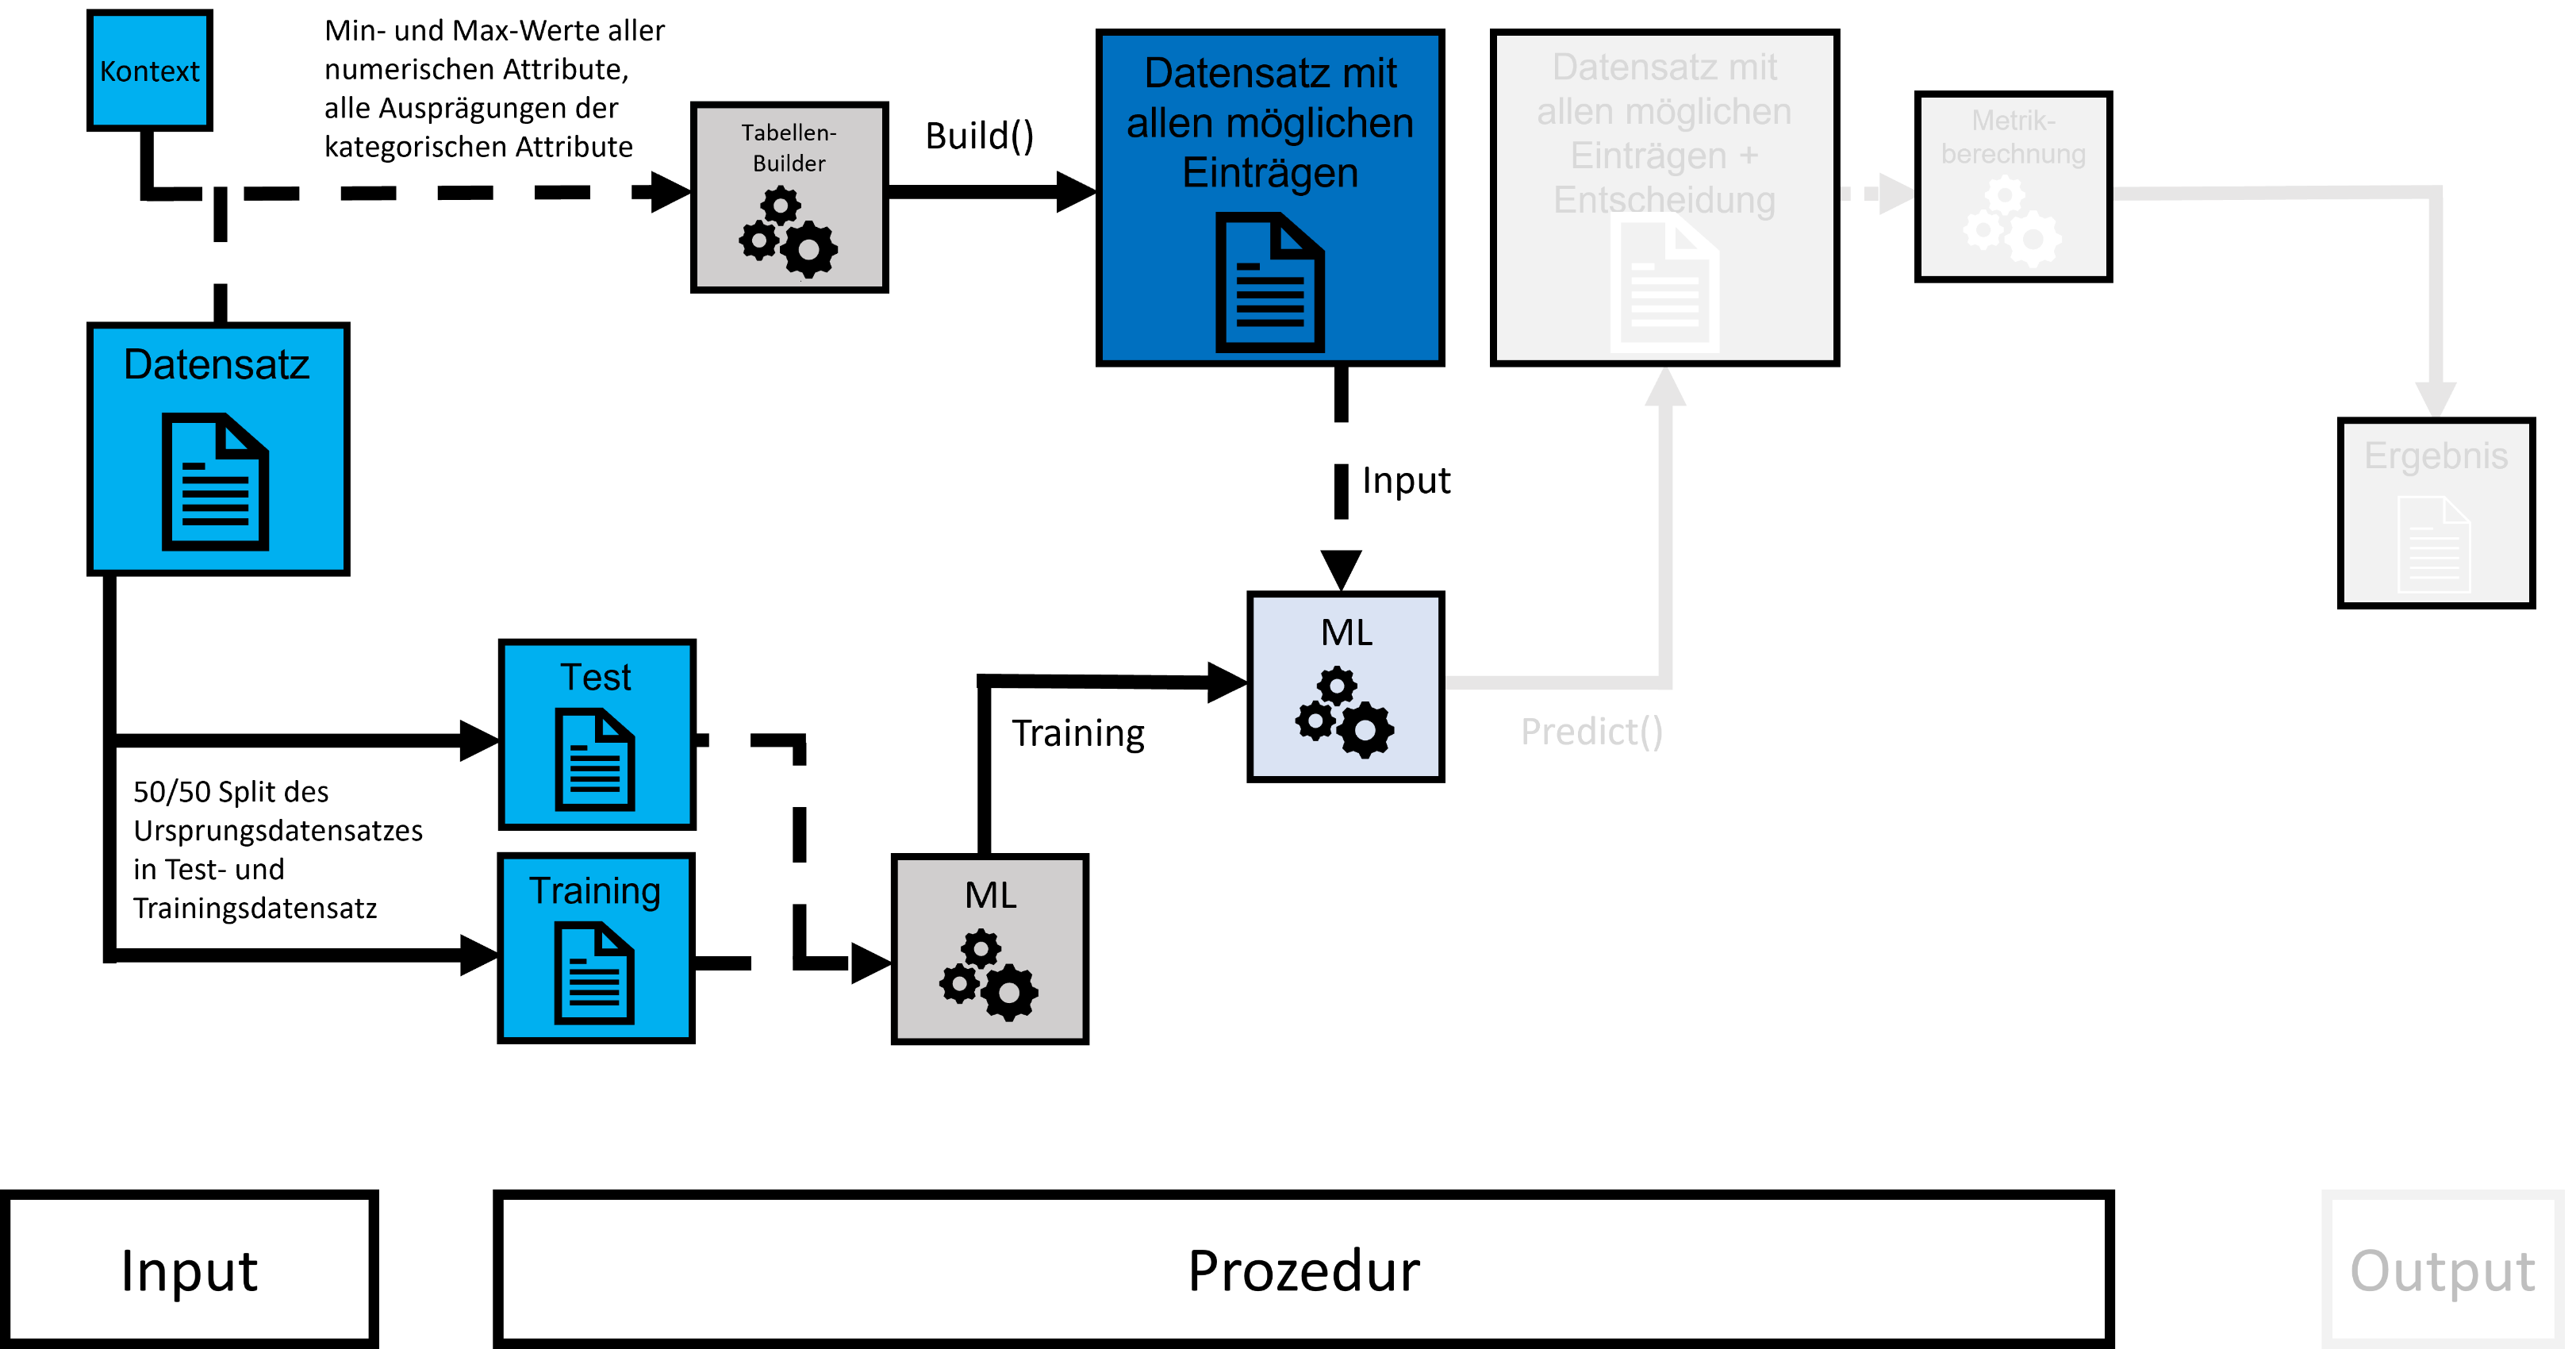 Kontext
Min- und Max-Werte aller
numerischen Attribute,
alle Ausprägungen der
kategorischen Attribute
Tabellen-
Builder
Build()
Datensatz mit
allen möglichen
Einträgen
Datensatz mit
allen möglichen
Einträgen +
Entscheidung
Metrik-
berechnung
Datensatz
Input
Ergebnis
Test
ML
Training
Predict()
50/50 Split des
Ursprungsdatensatzes
in Test- und
Trainingsdatensatz
Training
ML
Input
Prozedur
Output